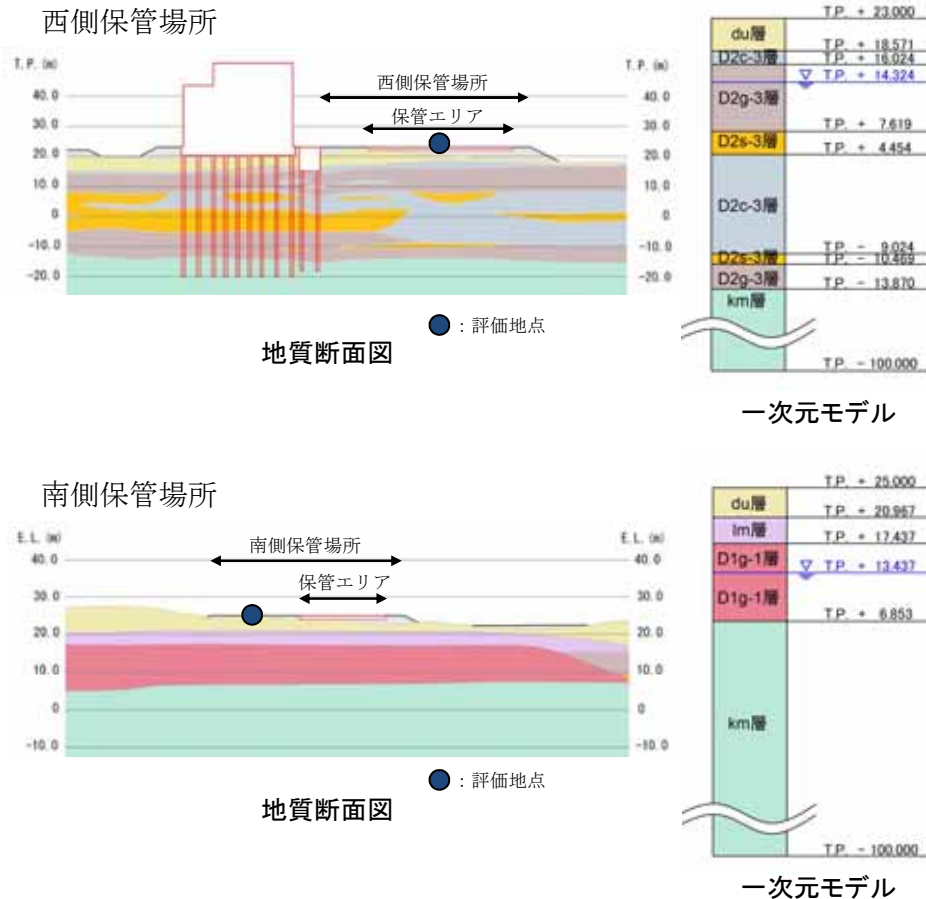 西側保管場所
T.P. (m)
T.P. (m)
40.0
30.0
20.0
10.0
0
-10.0
-20.0
西側保管場所
保管エリア
40.0
30.0
20.0
10.0
0
-10.0
-20.0
：評価地点
地質断面図
T.P. + 23.000
du層
T.P. + 18.571
D2c-3層
T.P. + 16.024
T.P. + 14.324
D2g-3層
T.P. + 7.619
D2s-3層
T.P. + 4.454
D2c-3層
T.P. - 9.024
D2s-3層
T.P. - 10.469
D2g-3層
T.P. - 13.870
km層
T.P. - 100.000
一次元モデル
南側保管場所
E.L. (m)
E.L. (m)
40.0
30.0
20.0
10.0
0
-10.0
南側保管場所
保管エリア
40.0
30.0
20.0
10.0
0
-10.0
：評価地点
地質断面図
T.P. + 25.000
du層
T.P. + 20.967
lm層
T.P. + 17.437
D1g-1層
T.P. + 13.437
D1g-1層
T.P. + 6.853
km層
T.P. - 100.000
一次元モデル